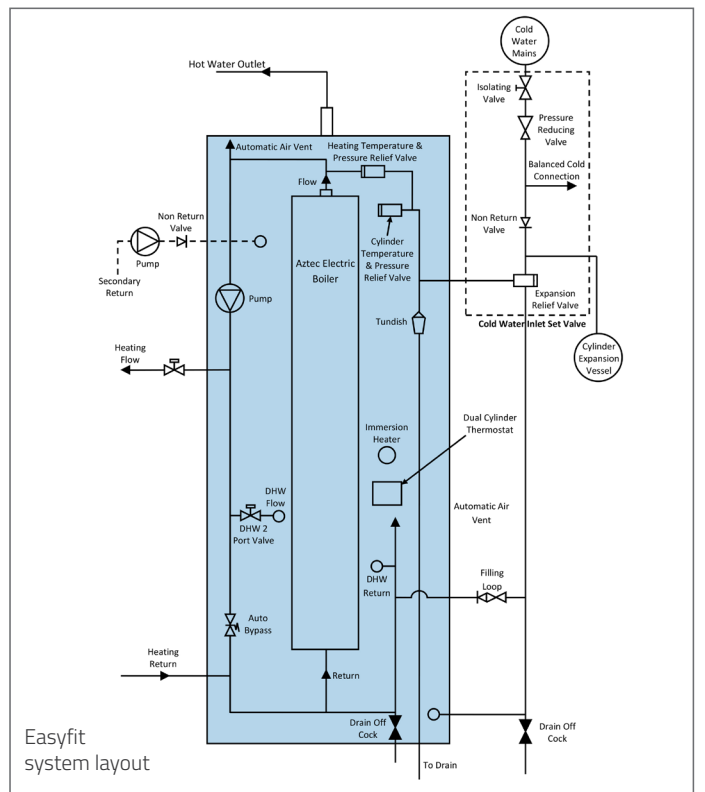 Cold
Water
Mains
Hot Water Outlet
Isolating
Valve
Pressure
Reducing
Valve
Automatic Air Vent
Heating Temperature &
Pressure Relief Valve
Flow
Balanced Cold
Connection
Non Return
Valve
Non Return
Valve
Pump
Secondary
Return
Cylinder
Temperature
& Pressure
Relief Valve
Aztec Electric
Boiler
Pump
Expansion
Relief Valve
Tundish
Cold Water Inlet Set Valve
Heating
Flow
Cylinder
Expansion
Vessel
Dual Cylinder
Thermostat
Immersion
Heater
DHW
Flow
DHW 2
Port Valve
Automatic Air
Vent
DHW
Return
Filling
Loop
Auto
Bypass
Heating
Return
Return
Drain Off
Cock
Drain Off
Cock
To Drain
Easyfit
system layout